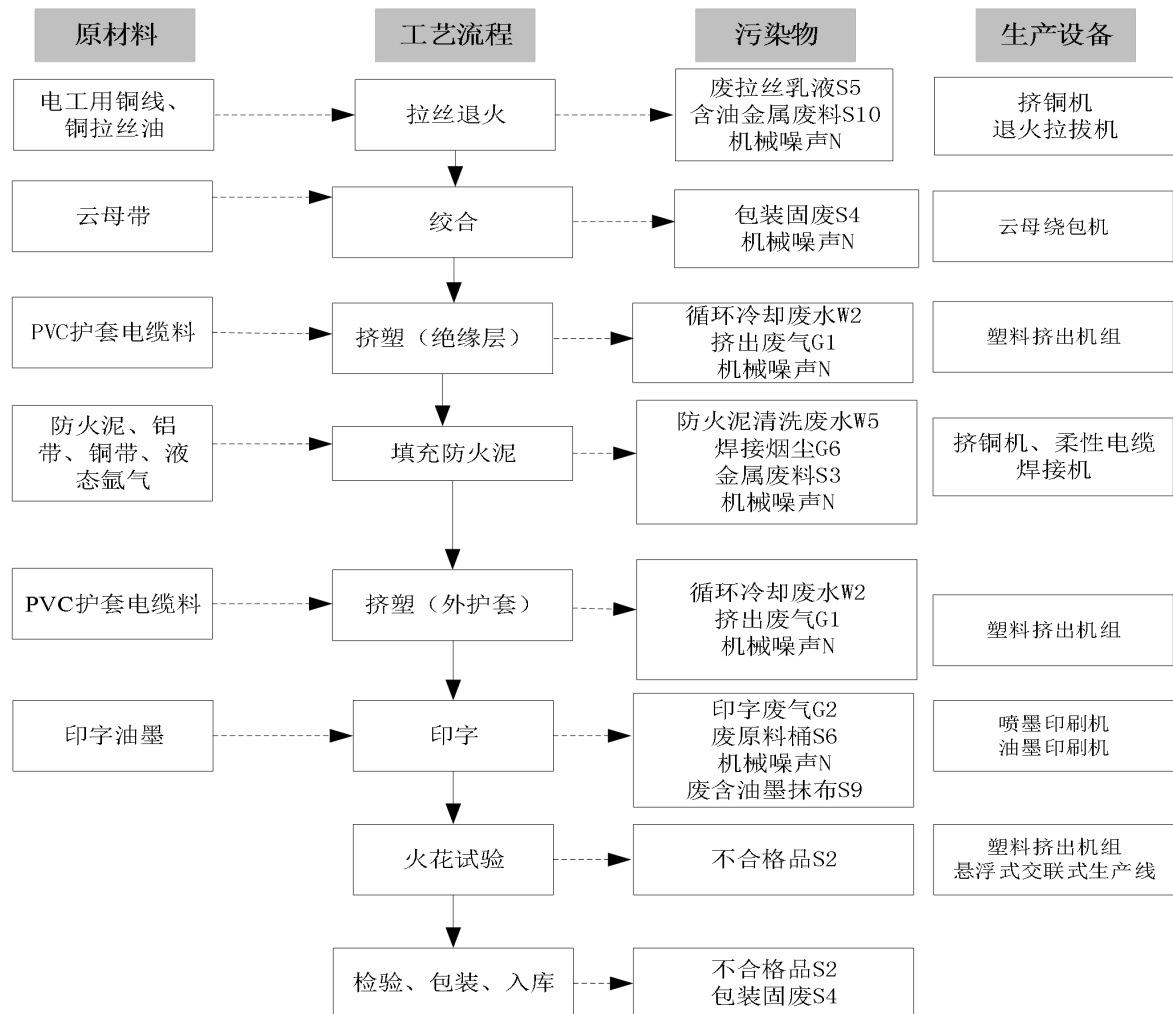 原材料
工艺流程
污染物
生产设备
电工用铜线、
铜拉丝油
拉丝退火
废拉丝乳液S5
含油金属废料S10
机械噪声N
挤铜机
退火拉拔机
云母带
绞合
包装固废S4
机械噪声N
云母绕包机
PVC护套电缆料
挤塑（绝缘层）
循环冷却废水W2
挤出废气G1
机械噪声N
塑料挤出机组
防火泥、铝
带、铜带、液
态氩气
填充防火泥
防火泥清洗废水W5
焊接烟尘G6
金属废料S3
机械噪声N
挤铜机、柔性电缆
焊接机
PVC护套电缆料
挤塑（外护套）
循环冷却废水W2
挤出废气G1
机械噪声N
塑料挤出机组
印字油墨
印字
印字废气G2
废原料桶S6
机械噪声N
废含油墨抹布S9
喷墨印刷机
油墨印刷机
火花试验
不合格品S2
塑料挤出机组
悬浮式交联式生产线
检验、包装、入库
不合格品S2
包装固废S4